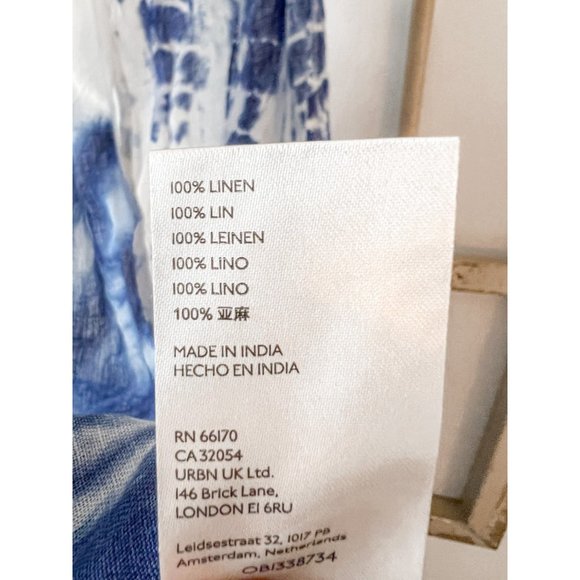 100% LINEN
100% LIN
100% LEINEN
100% LINO
100% LINO
100% 亚麻
MADE IN INDIA
HECHO EN INDIA
RN 66170
CA 32054
URBN UK Ltd.
146 Brick Lane,
LONDON E1 6RU
Leidsestraat 32, 1017 PB
Amsterdam, Netherlands
OB1338734